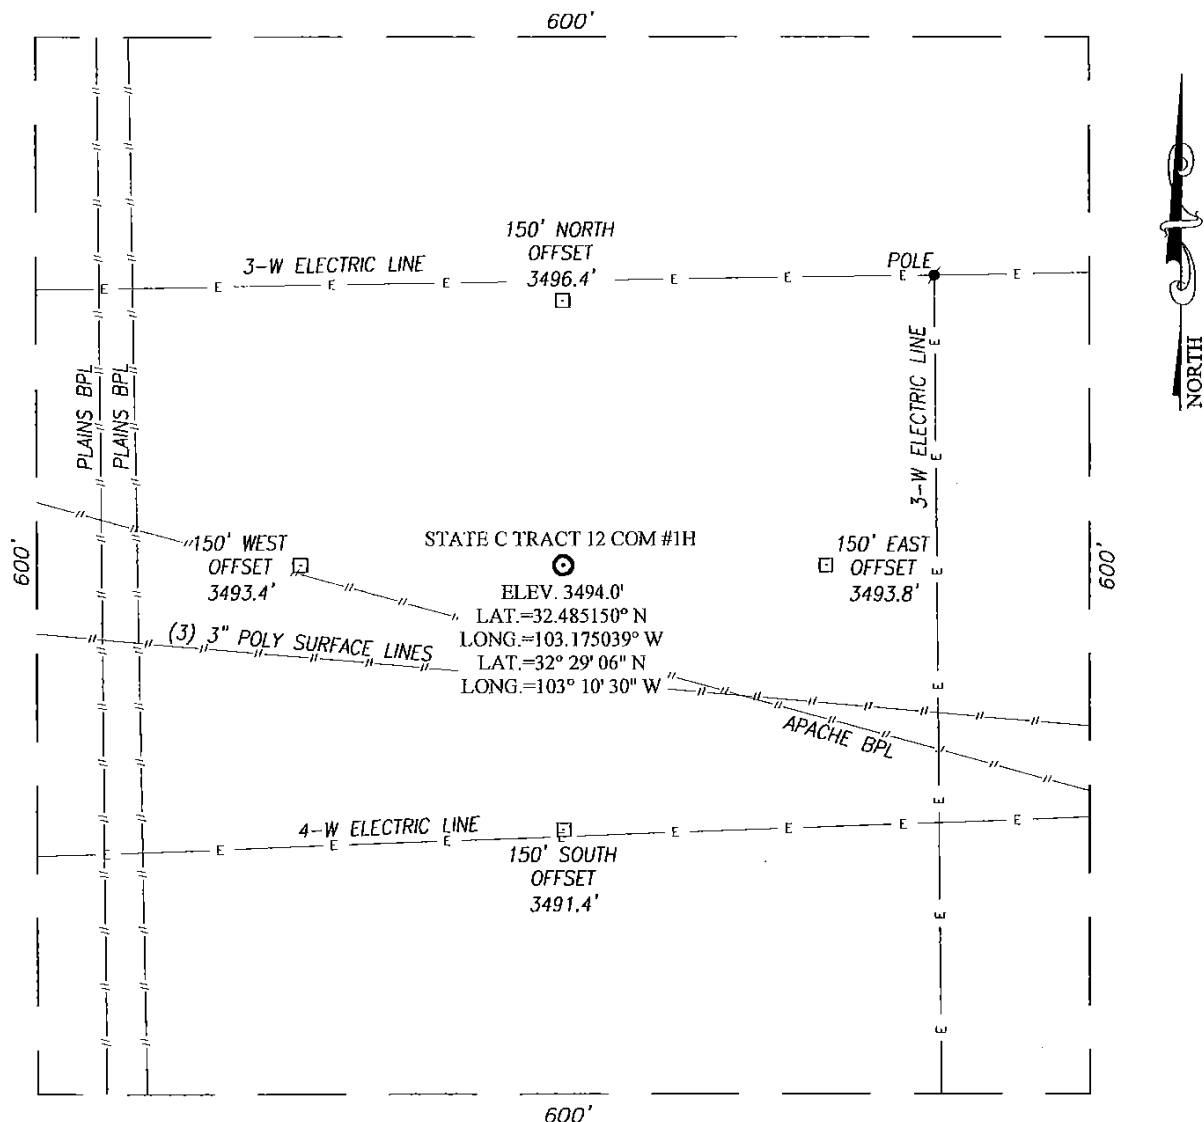 600'
150' NORTH
OFFSET
3496.4'
3-W ELECTRIC LINE
E
E
E
E
E
E
E
POLE
E
PLAINS BPL
PLAINS BPL
3-W ELECTRIC LINE
E
E
E
E
E
E
E
NORTH
600'
150' WEST
OFFSET
3493.4'
STATE C TRACT 12 COM #1H
ELEV. 3494.0'
LAT.=32.485150° N
LONG.=103.175039° W
LAT.=32° 29' 06" N
LONG.=103° 10' 30" W
150' EAST
OFFSET
3493.8'
600'
(3) 3" POLY SURFACE LINES
APACHE BPL
4-W ELECTRIC LINE
E
E
E
E
E
E
E
E
150' SOUTH
OFFSET
3491.4'
600'